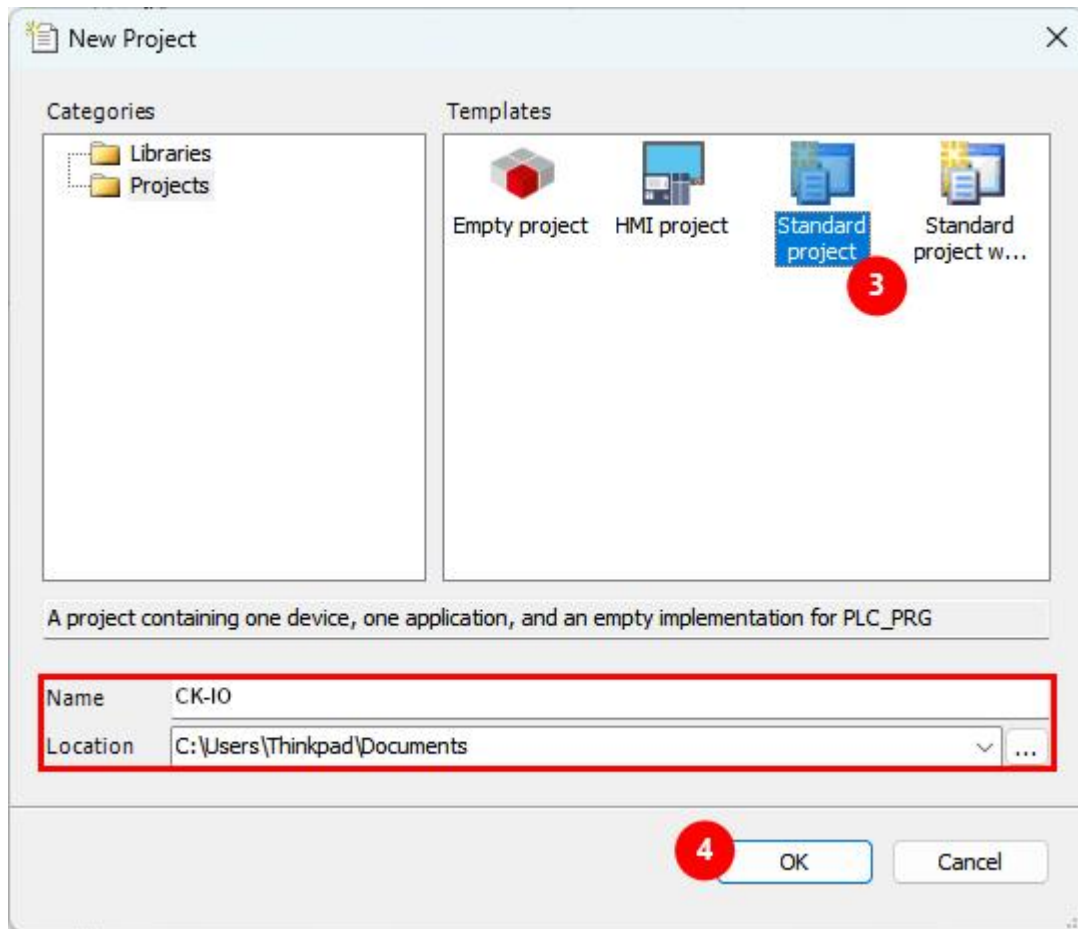 New Project
Categories
Templates
Libraries
Projects
Empty project
HMI project
Standard
project
Standard
project w...
3
A project containing one device, one application, and an empty implementation for PLC_PRG
Name
CK-IO
Location
C:\Users\Thinkpad\Documents
...
4
OK
Cancel